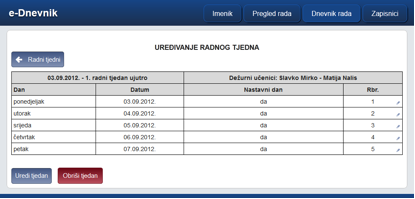 e-Dnevnik
Imenik
Pregled rada
Dnevnik rada
Zapisnici
UREĐIVANJE RADNOG TJEDNA
Radni tjedni
03.09.2012. - 1. radni tjedan ujutro Dežurni učenici: Slavko Mirko - Matija Nalis
Dan Datum Nastavni dan Rbr.
ponedjeljak 03.09.2012. da 1
utorak 04.09.2012. da 2
srijeda 05.09.2012. da 3
četvrtak 06.09.2012. da 4
petak 07.09.2012. da 5
Uredi tjedan
Obriši tjedan